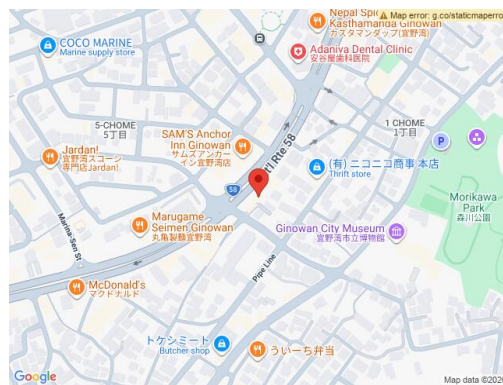 Nepal Spic
Kasthamanda Ginowan
カスタマンダップ(宜野湾)
Map error: g.co/staticmaperr
COCO MARINE
Marine supply store
Adaniya Dental Clinic
安谷屋歯科医院
5-CHOME
5丁目
SAM'S Anchor
Inn Ginowan
サムズアンカー
イン宜野湾店
t'l.Rte.58
1 CHOME
1丁目
P
Jardan!
宜野湾スコーン
専門店Jardan!
(有) ニコニコ商事 本店
Thrift store
58
Morikawa
Park
森川公園
Marina-Sen St
Marugame
Seimen Ginowan
丸亀製麺宜野湾
Ginowan City Museum
宜野湾市立博物館
McDonald's
マクドナルド
Pipe Line
トケシミート
Butcher shop
ういーち弁当
Google
Map data ©202